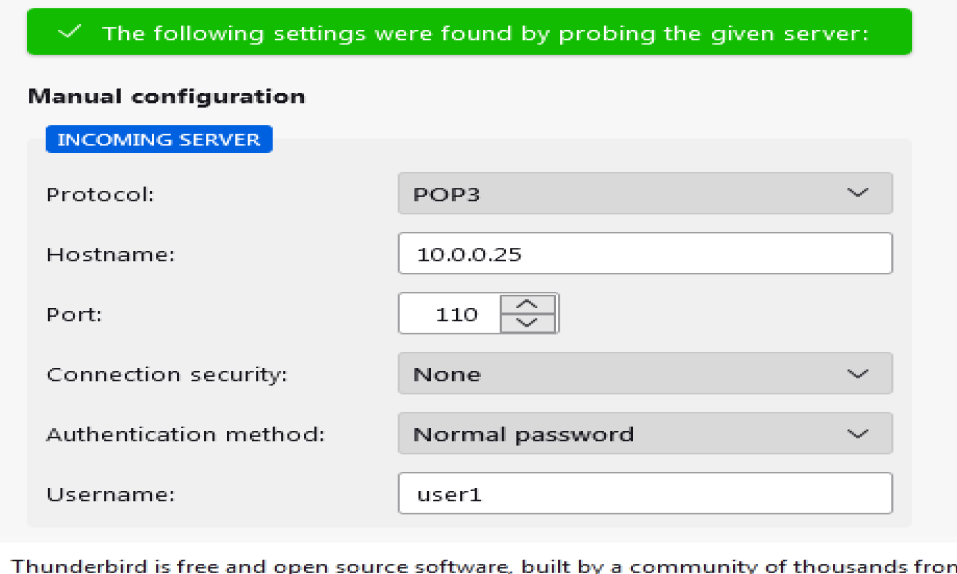 The following settings were found by probing the given server:
Manual configuration
INCOMING SERVER
Protocol: POP3
Hostname: 10.0.0.25
Port: 110
Connection security: None
Authentication method: Normal password
Username: user1
Thunderbird is free and open source software, built by a community of thousands from